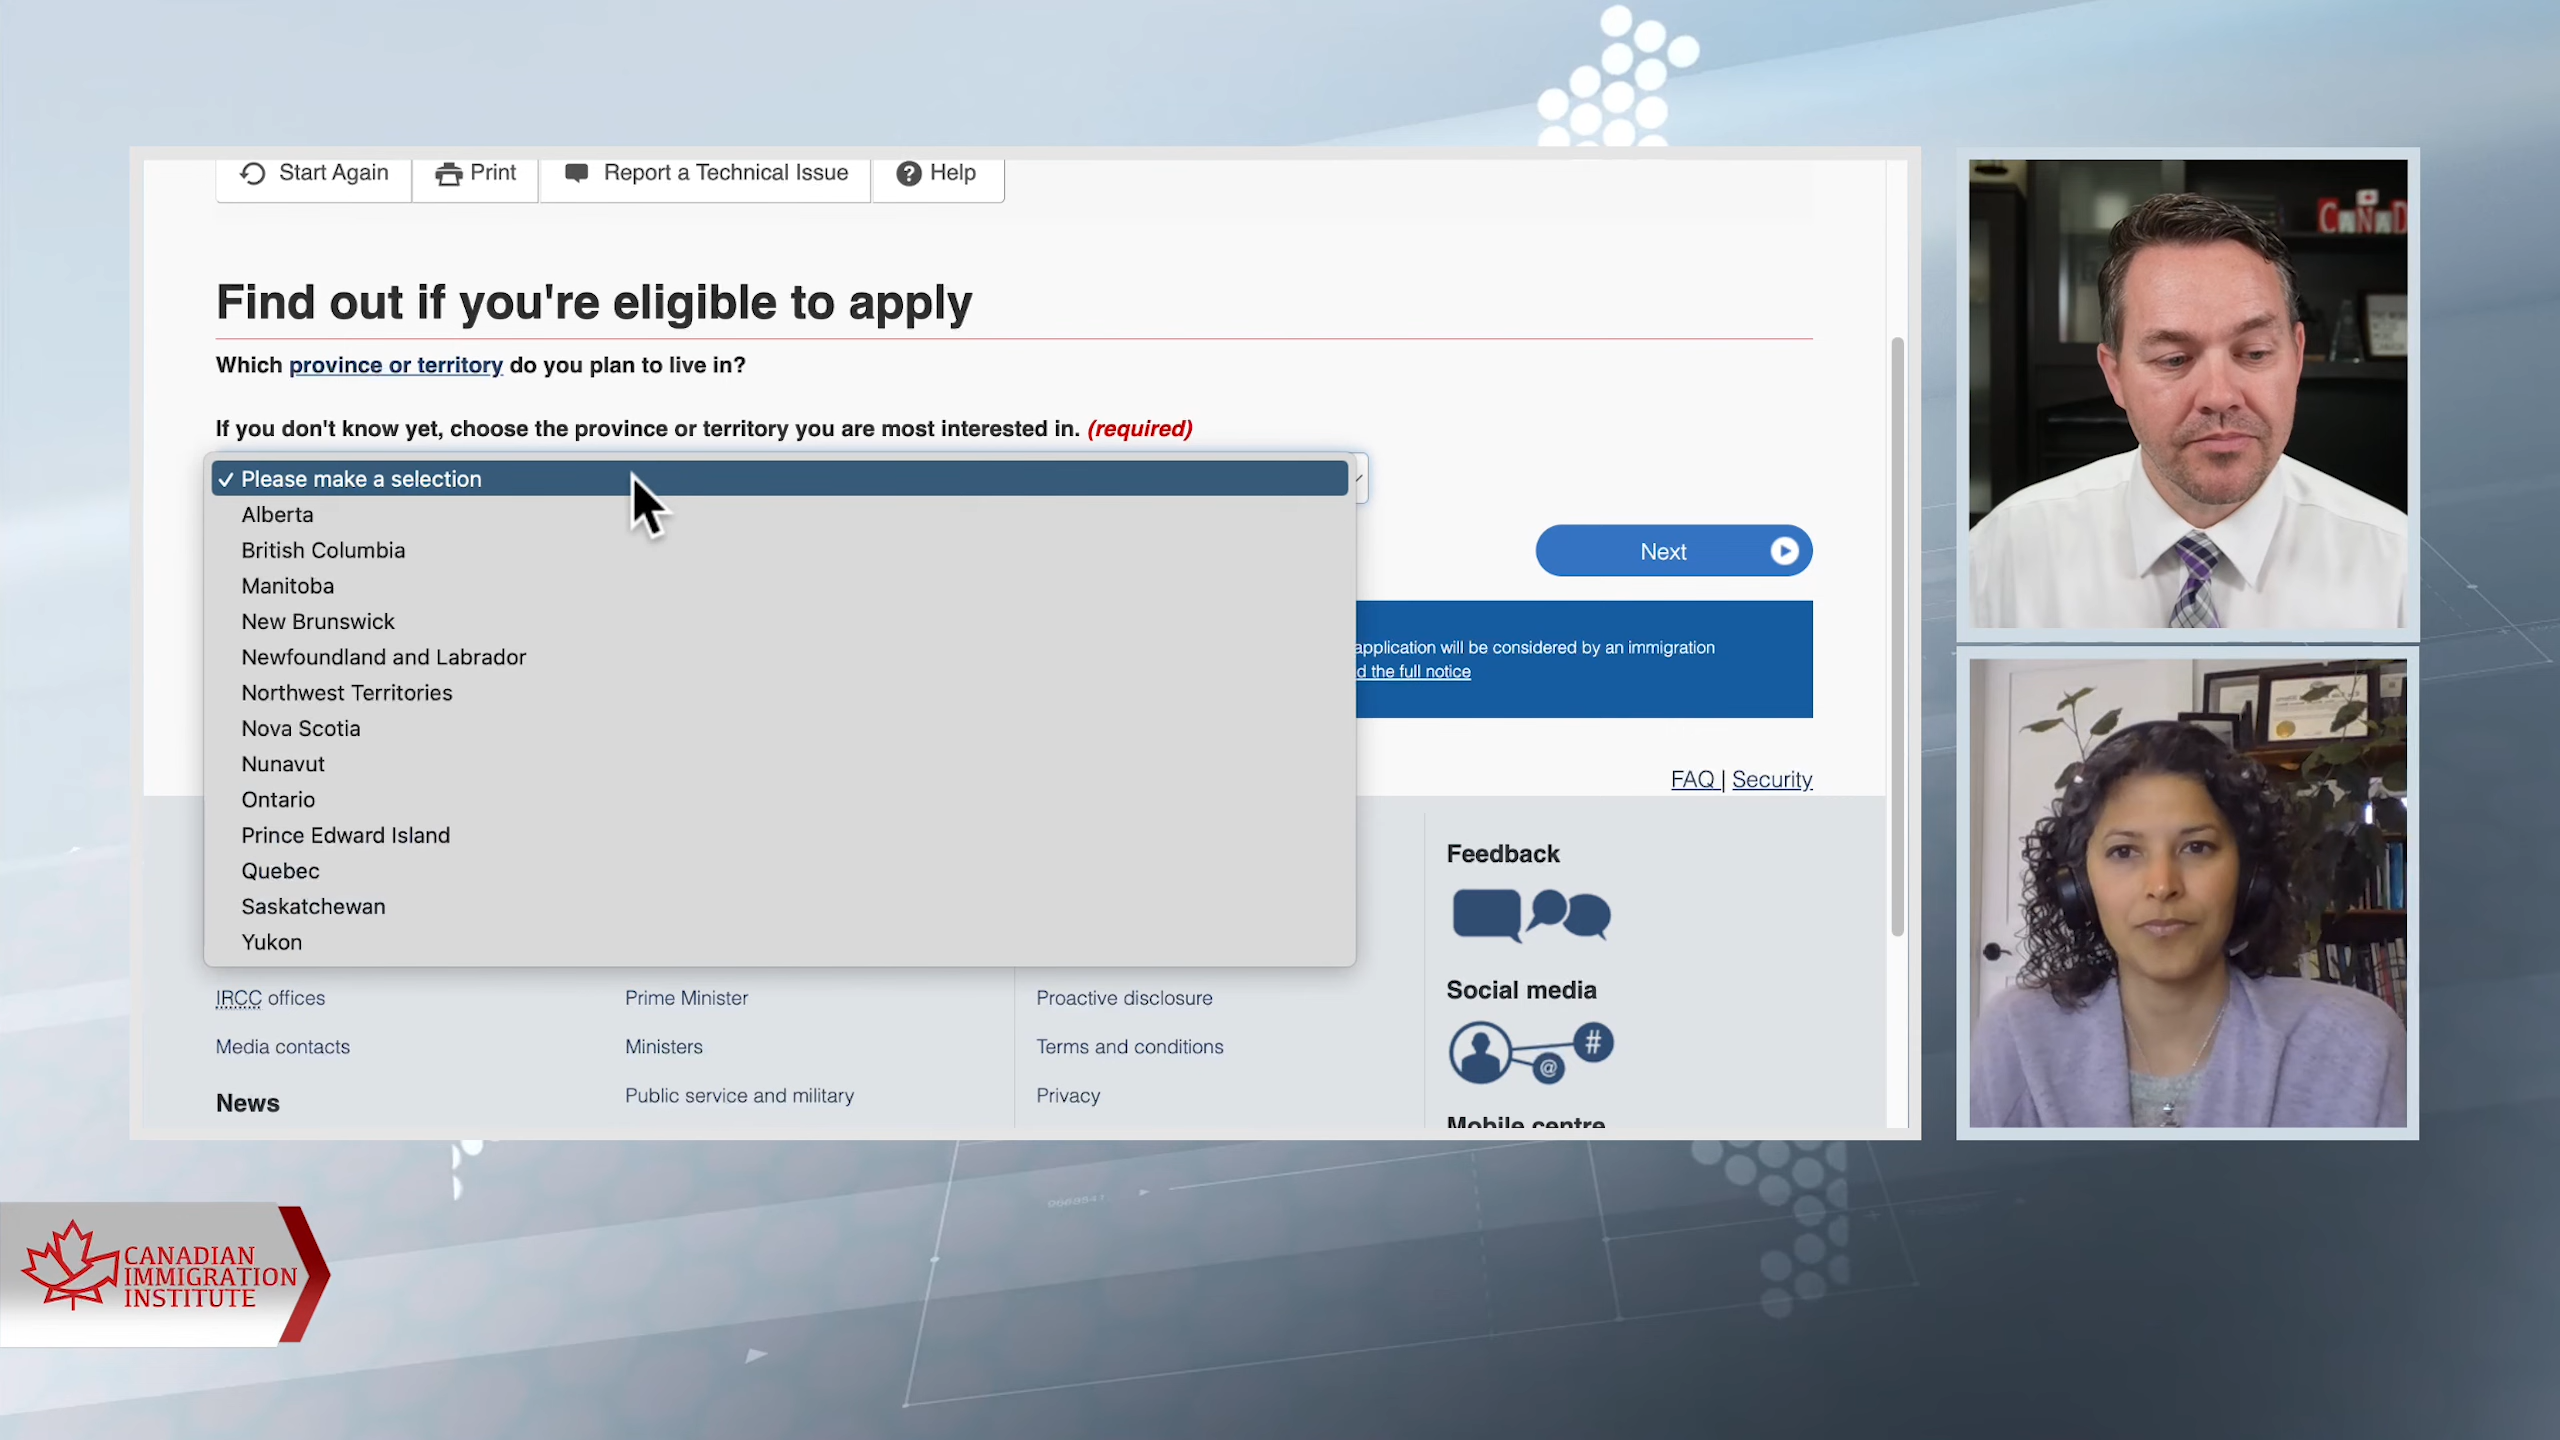 Start Again
Print
Report a Technical Issue
Help
Find out if you're eligible to apply
Which province or territory do you plan to live in?
If you don't know yet, choose the province or territory you are most interested in. (required)
✓ Please make a selection
Alberta
British Columbia
Manitoba
New Brunswick
Newfoundland and Labrador
Northwest Territories
Nova Scotia
Nunavut
Ontario
Prince Edward Island
Quebec
Saskatchewan
Yukon
Next
application will be considered by an immigration
d the full notice
FAQ | Security
Feedback
Social media
#
@
Mobile centre
IRCC offices
Media contacts
News
Prime Minister
Ministers
Public service and military
Proactive disclosure
Terms and conditions
Privacy
CANAD
CANADIAN
IMMIGRATION
INSTITUTE